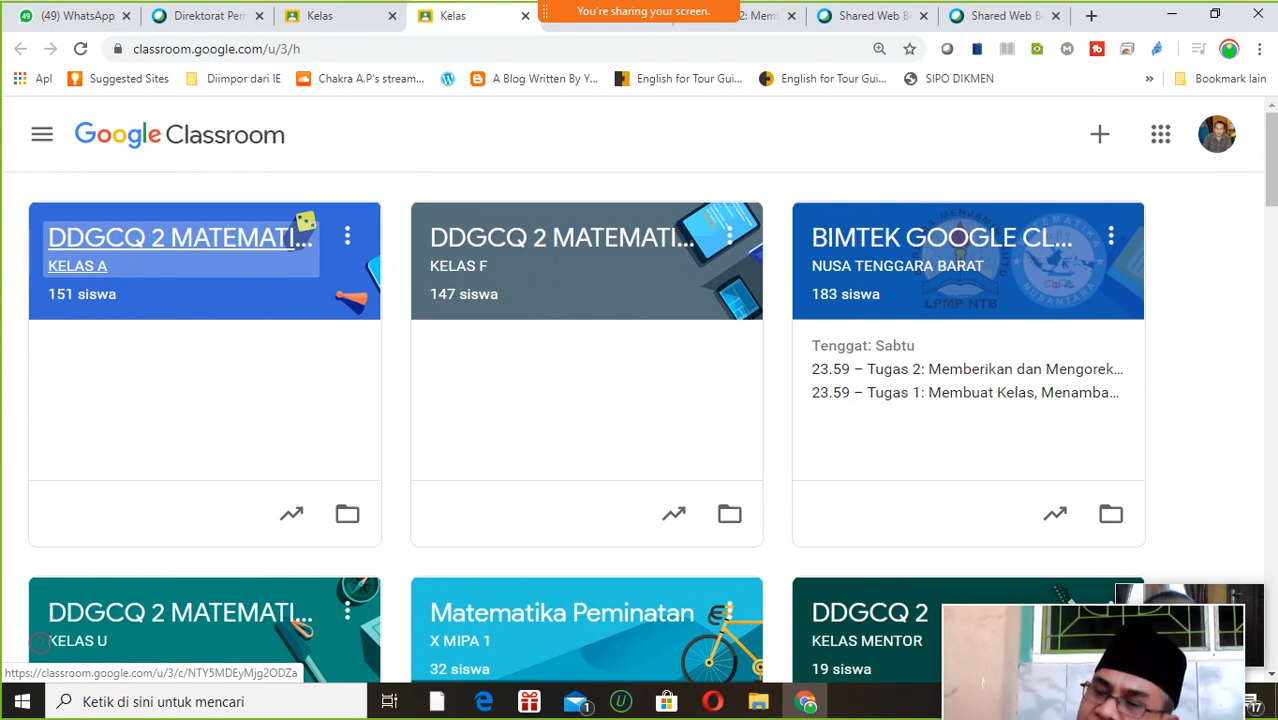 (49) WhatsApp
Direktorat Pem
Kelas
Kelas
You're sharing your screen.
2: Mem
Shared Web B
Shared Web B
classroom.google.com/u/3/h
Apl
Suggested Sites
Diimpor dari IE
Chakra A.P's stream...
A Blog Written By Y...
English for Tour Gui...
English for Tour Gui...
SIPO DIKMEN
»
Bookmark lain
Google Classroom
DDGCQ 2 MATEMATI...
KELAS A
151 siswa
DDGCQ 2 MATEMATI...
KELAS F
147 siswa
BIMTEK GOOGLE CL...
NUSA TENGGARA BARAT
183 siswa
LPMP NTB
Tenggat: Sabtu
23.59 – Tugas 2: Memberikan dan Mengorek...
23.59 – Tugas 1: Membuat Kelas, Menamba...
DDGCQ 2 MATEMATI...
KELAS U
Matematika Peminatan
X MIPA 1
32 siswa
DDGCQ 2
KELAS MENTOR
19 siswa
https://classroom.google.com/u/3/c/NTY5MDEyMjg2ODZa
Ketik di sini untuk mencari
1
17